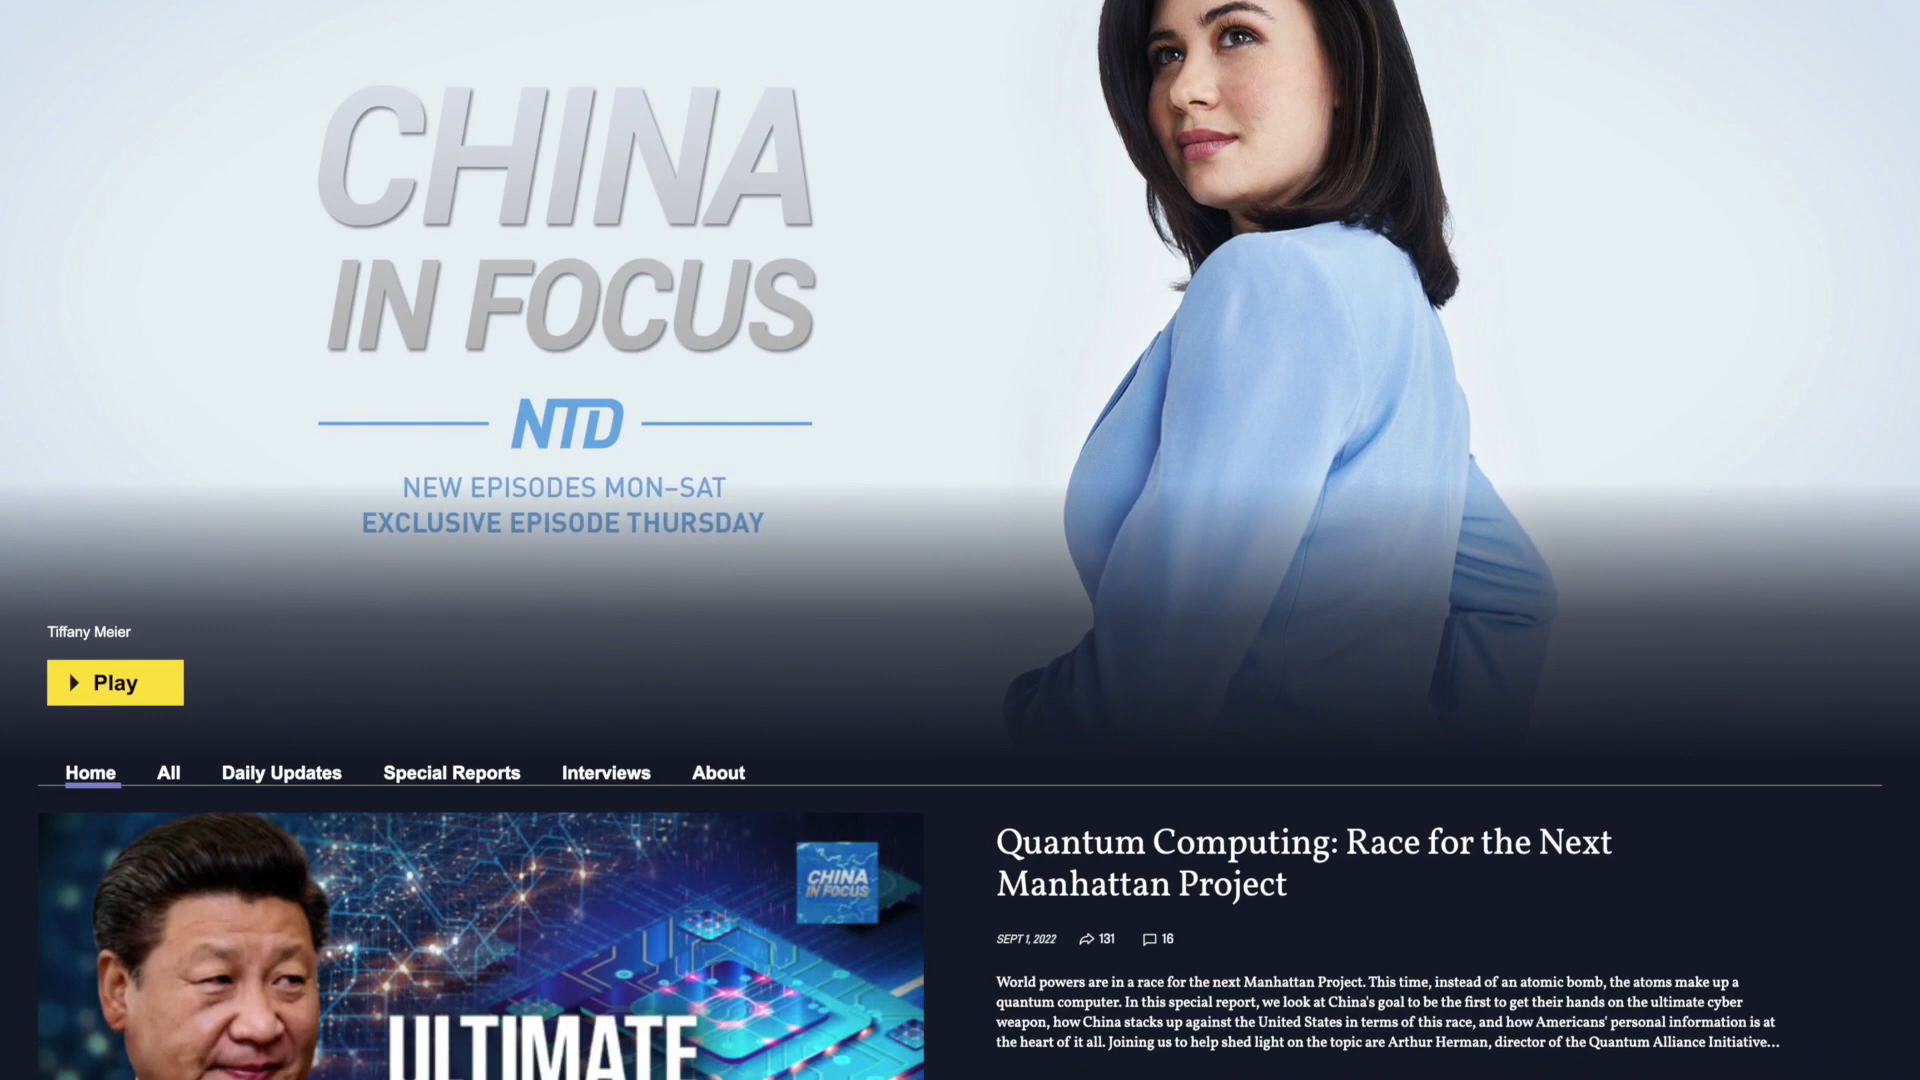 CHINA
IN FOCUS
NTD
NEW EPISODES MON–SAT
EXCLUSIVE EPISODE THURSDAY
Tiffany Meier
Play
Home All Daily Updates Special Reports Interviews About
CHINA
IN FOCUS
ULTIMATE
Quantum Computing: Race for the Next
Manhattan Project
SEPT 1, 2022 131 16
World powers are in a race for the next Manhattan Project. This time, instead of an atomic bomb, the atoms make up a
quantum computer. In this special report, we look at China's goal to be the first to get their hands on the ultimate cyber
weapon, how China stacks up against the United States in terms of this race, and how Americans' personal information is at
the heart of it all. Joining us to help shed light on the topic are Arthur Herman, director of the Quantum Alliance Initiative...